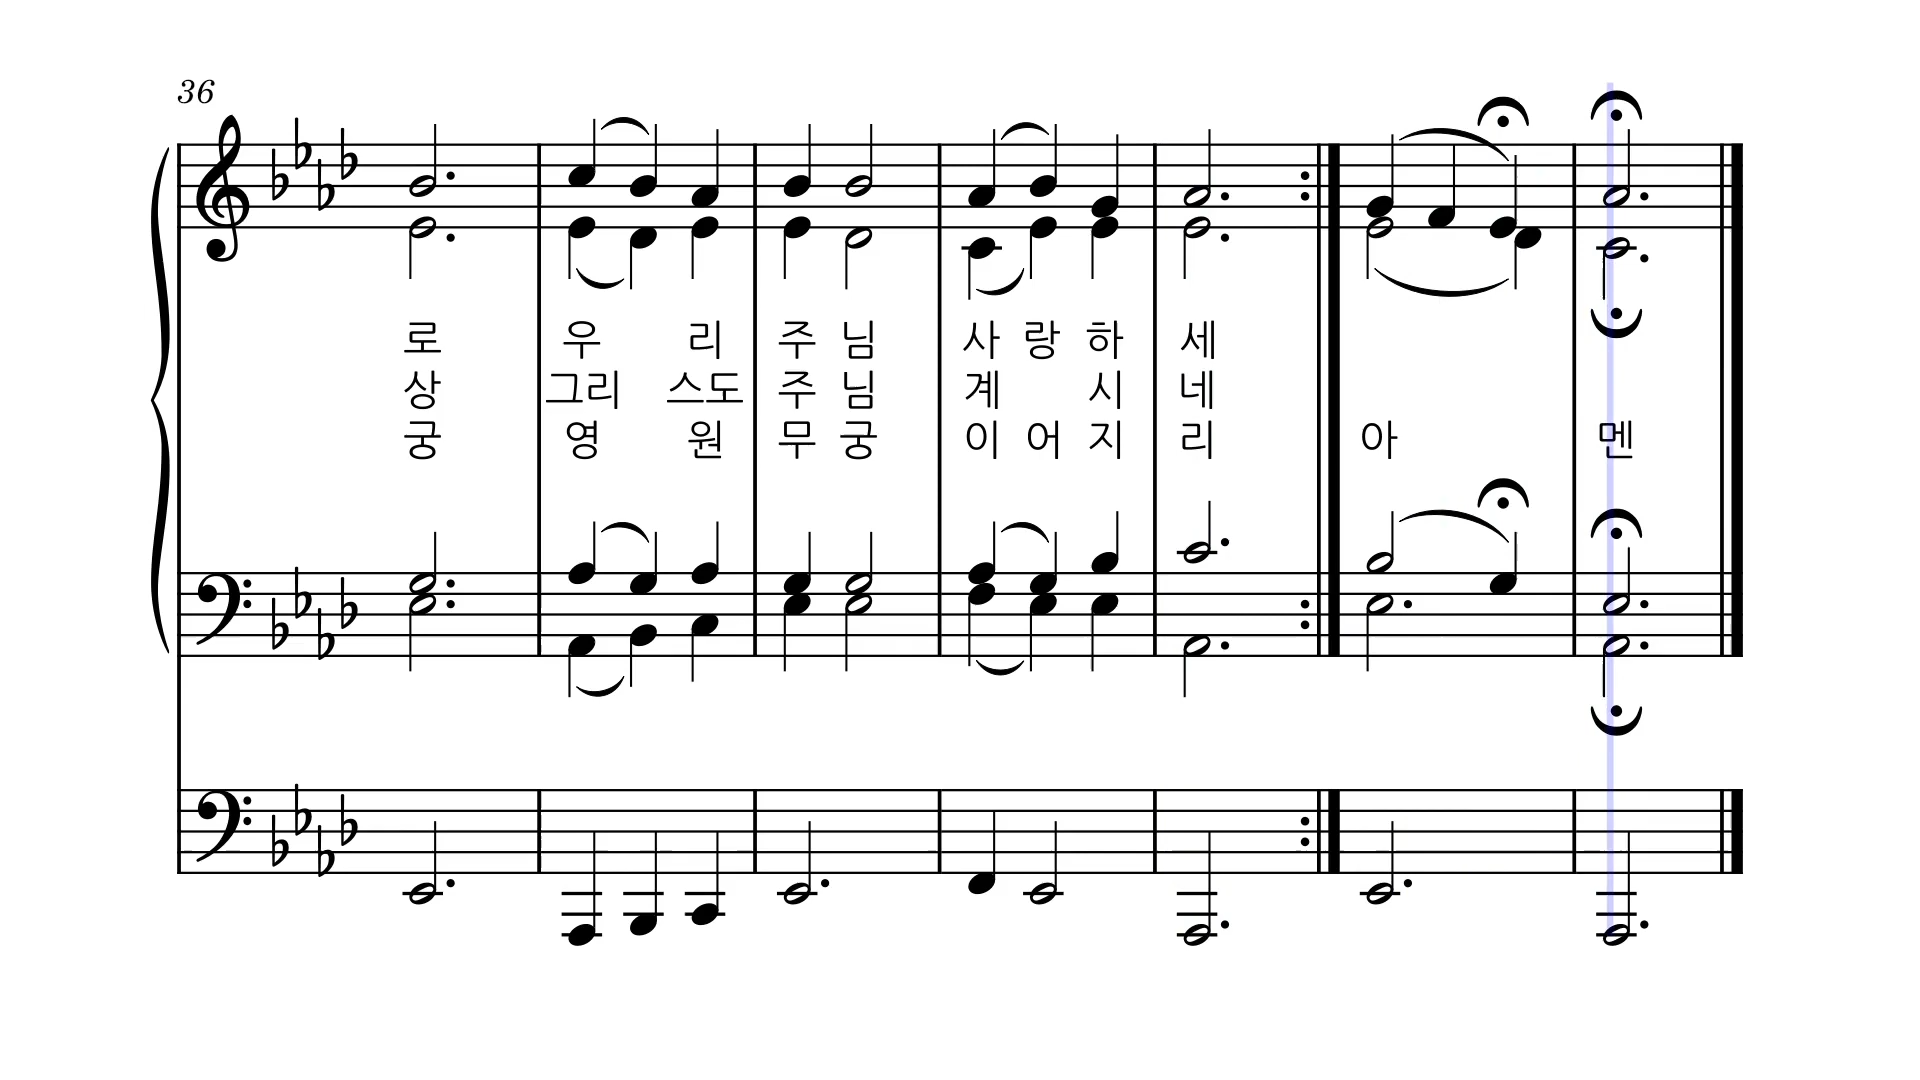 36
로 우 리 주 님 사 랑 하 세
상 그리 스도 주 님 계 시 네
궁 영 원 무 궁 이 어 지 리 아 멘